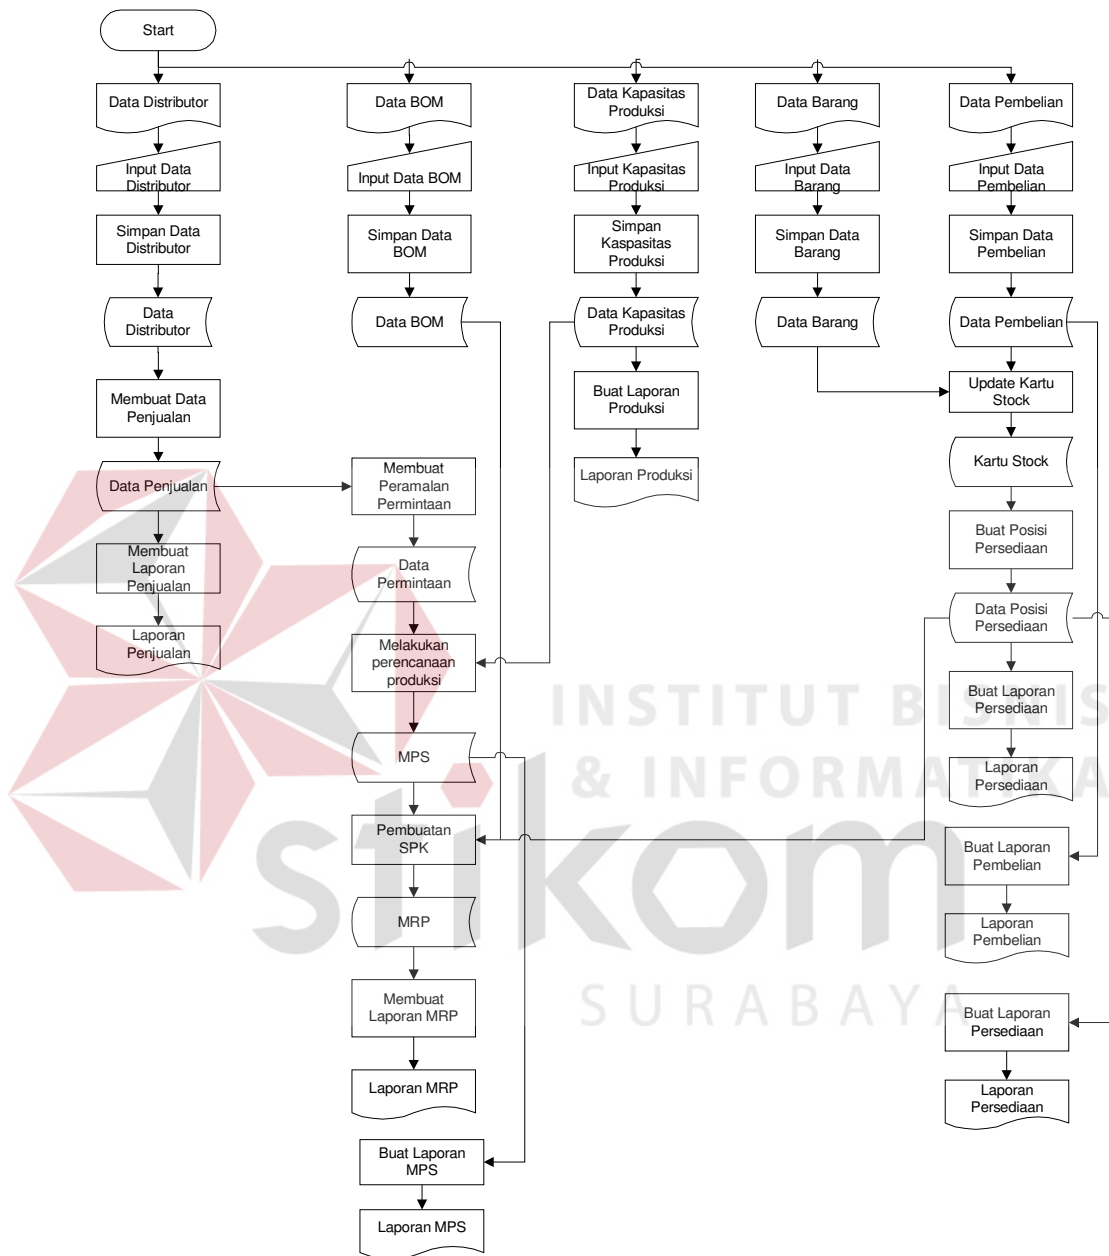 Start
Data Distributor
Data BOM
Data Kapasitas
Produksi
Data Barang
Data Pembelian
Input Data
Distributor
Input Data BOM
Input Kapasitas
Produksi
Input Data
Barang
Input Data
Pembelian
Simpan Data
Distributor
Simpan Data
BOM
Simpan
Kaspasitas
Produksi
Simpan Data
Barang
Simpan Data
Pembelian
Data
Distributor
Data BOM
Data Kapasitas
Produksi
Data Barang
Data Pembelian
Membuat Data
Penjualan
Buat Laporan
Produksi
Update Kartu
Stock
Data Penjualan
Membuat
Peramalan
Permintaan
Laporan Produksi
Kartu Stock
Membuat
Laporan
Penjualan
Data
Permintaan
Buat Posisi
Persediaan
Laporan
Penjualan
Melakukan
perencanaan
produksi
Data Posisi
Persediaan
Buat Laporan
Persediaan
INSTITUT BISNIS
& INFORMATIKA
MPS
Laporan
Persediaan
stikom
Pembuatan
SPK
Buat Laporan
Pembelian
MRP
Laporan
Pembelian
SURABAYA
Membuat
Laporan MRP
Buat Laporan
Persediaan
Laporan MRP
Laporan
Persediaan
Buat Laporan
MPS
Laporan MPS